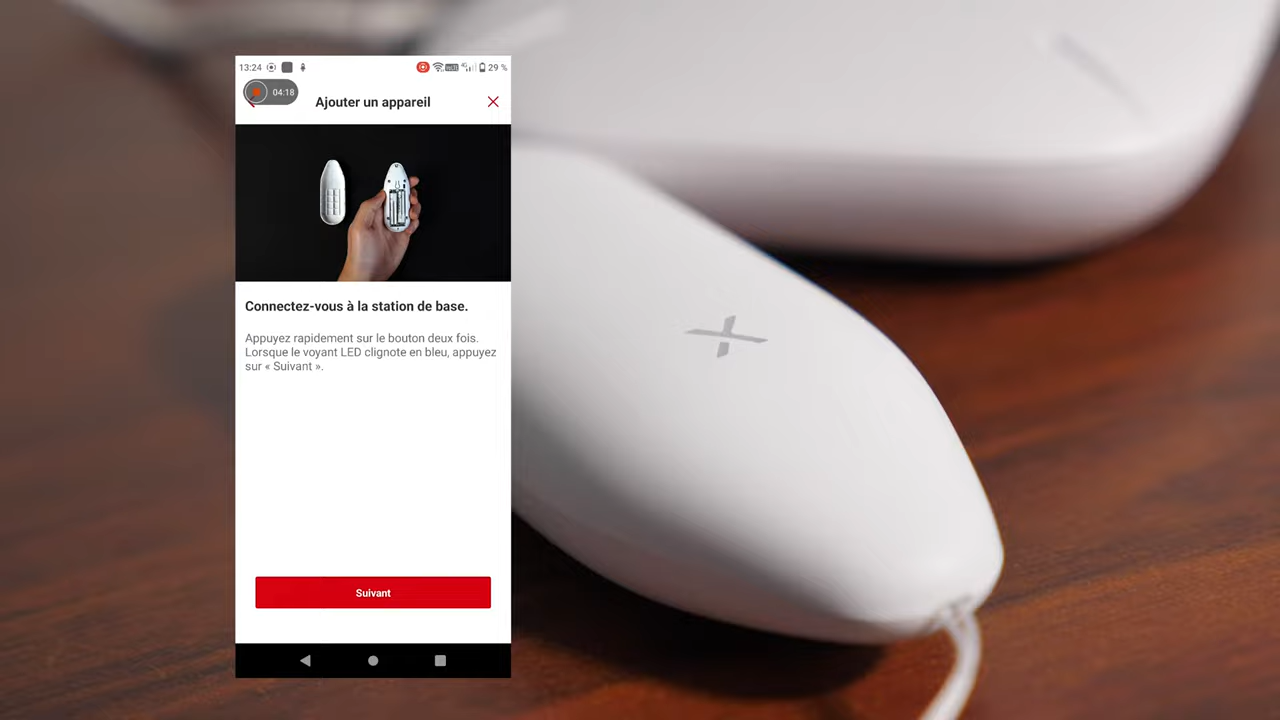 13:24
29 %
04:18
Ajouter un appareil
Connectez-vous à la station de base.
Appuyez rapidement sur le bouton deux fois.
Lorsque le voyant LED clignote en bleu, appuyez
sur « Suivant ».
Suivant